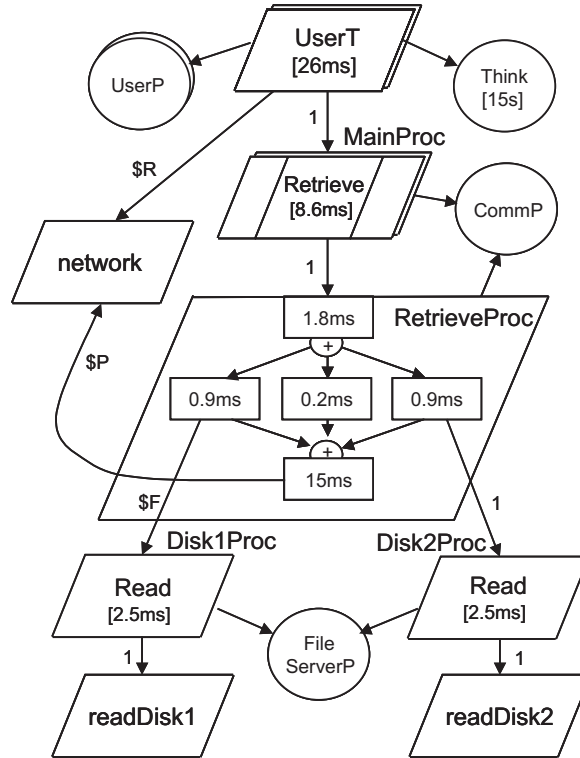 UserT
[26ms]
UserP
Think
[15s]
1
MainProc
$R
Retrieve
[8.6ms]
CommP
network
1
1.8ms
RetrieveProc
+
$P
0.9ms
0.2ms
0.9ms
+
15ms
$F
1
Disk1Proc
Disk2Proc
Read
[2.5ms]
Read
[2.5ms]
File
ServerP
1
1
readDisk1
readDisk2